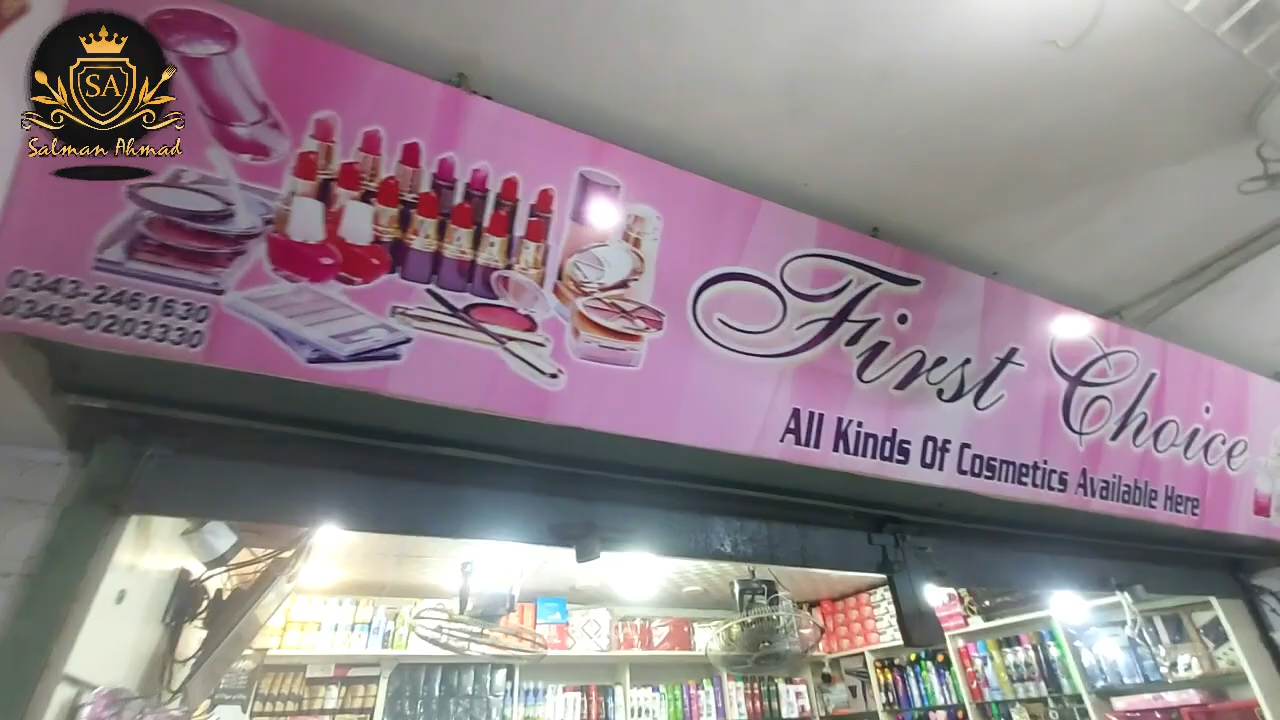 SA
Salman Ahmad
0343-2461630
0348-0203330
First Choice
All Kinds Of Cosmetics Available Here